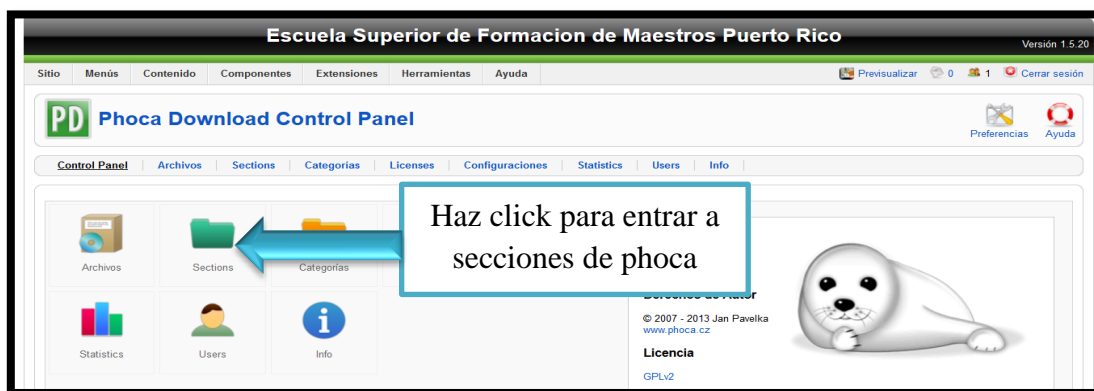 Escuela Superior de Formacion de Maestros Puerto Rico
Versión 1.5.20
Sitio Menús Contenido Componentes Extensiones Herramientas Ayuda
Previsualizar 0 1 Cerrar sesión
PD Phoca Download Control Panel
Preferencias Ayuda
Control Panel Archivos Sections Categorías Licenses Configuraciones Statistics Users Info
Haz click para entrar a
secciones de phoca
Archivos Sections Categorías
Statistics Users Info
Derechos de Autor
© 2007 - 2013 Jan Pavelka
www.phoca.cz
Licencia
GPLv2